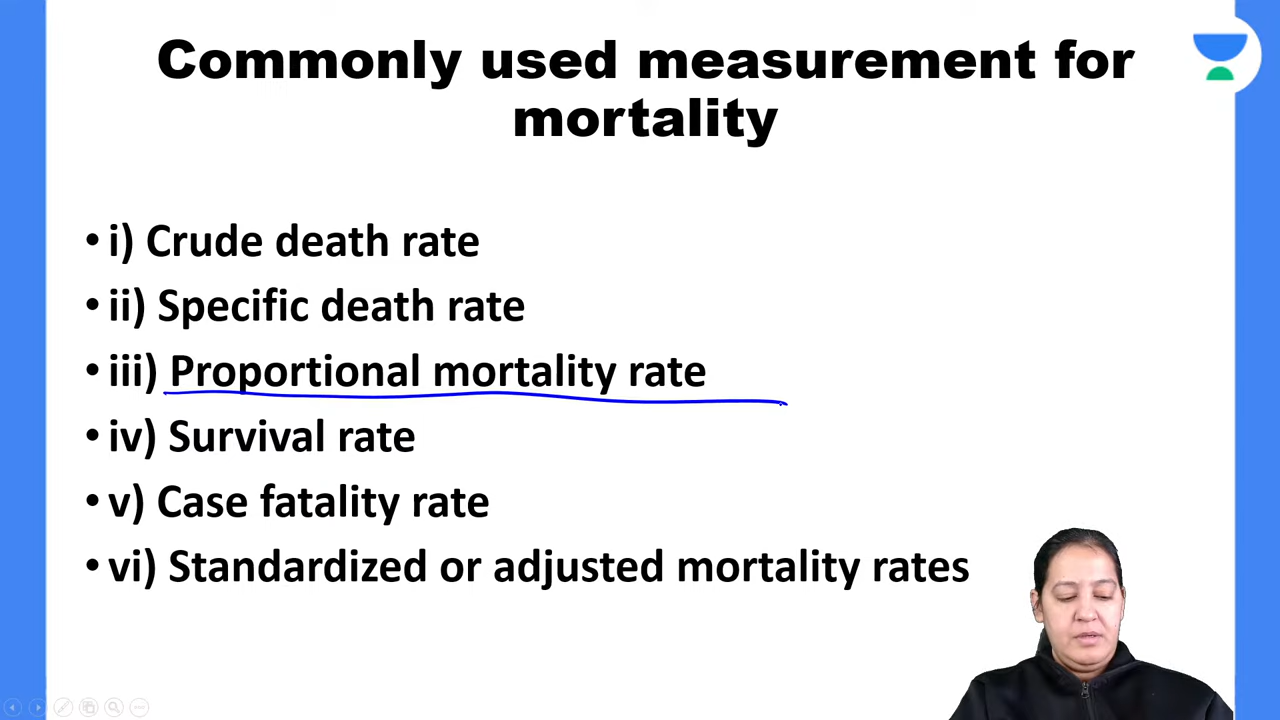 Commonly used measurement for
mortality
• i) Crude death rate
• ii) Specific death rate
• iii) Proportional mortality rate
• iv) Survival rate
• v) Case fatality rate
• vi) Standardized or adjusted mortality rates